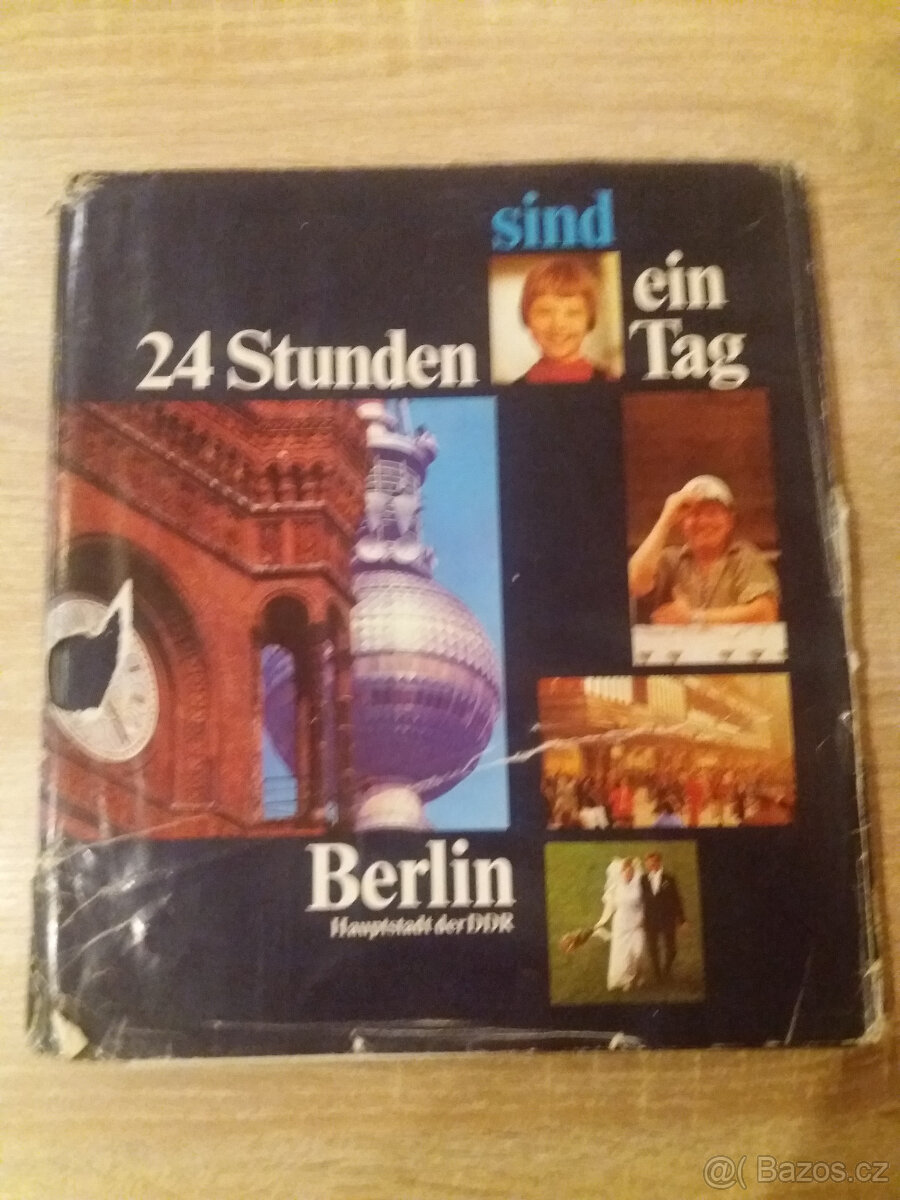 24 Stunden sind ein Tag
Berlin
Hauptstadt der DDR
@( Bazos.cz